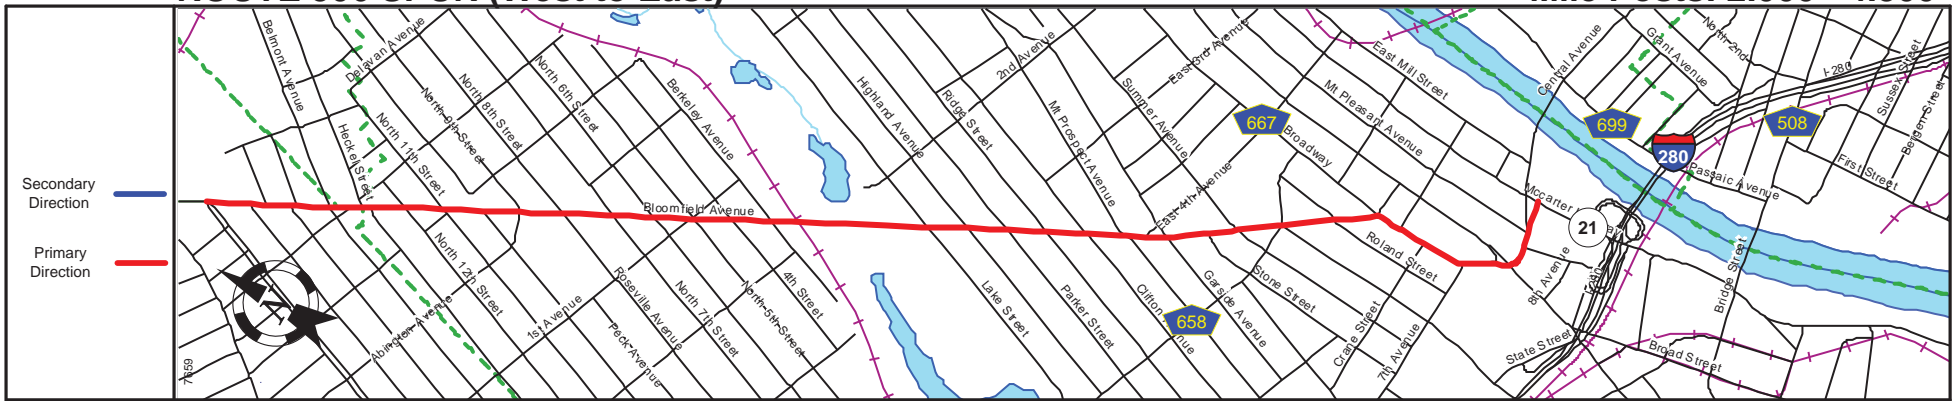 Secondary
Direction
Primary
Direction
Belmont Avenue
Delavan Avenue
Heckel Street
North 11th Street
North 9th Street
North 8th Street
North 6th Street
Berkeley Avenue
Highland Avenue
Ridge Street
2nd Avenue
Mt Prospect Avenue
Summer Avenue
East 3rd Avenue
East 4th Avenue
667
Broadway
Mt Pleasant Avenue
East Mill Street
Central Avenue
Grant Avenue
North 2nd
I-280
Sussex Street
Bergen Street
699
508
280
First Street
Passaic Avenue
Mccarter
21
Bloomfield Avenue
North 12th Street
Abington Avenue
1st Avenue
Roseville Avenue
Peck Avenue
North 7th Street
North 5th Street
4th Street
Lake Street
Parker Street
Clifton Avenue
658
Garside Avenue
Stone Street
Roland Street
Crane Street
7th Avenue
8th Avenue
State Street
Broad Street
Bridge Street
7659